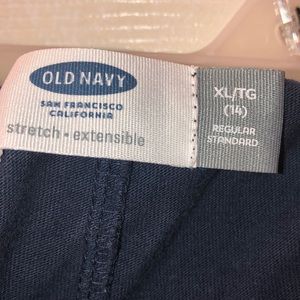 OLD NAVY
SAN FRANCISCO
CALIFORNIA
stretch • extensible
XL/TG
(14)
REGULAR
STANDARD